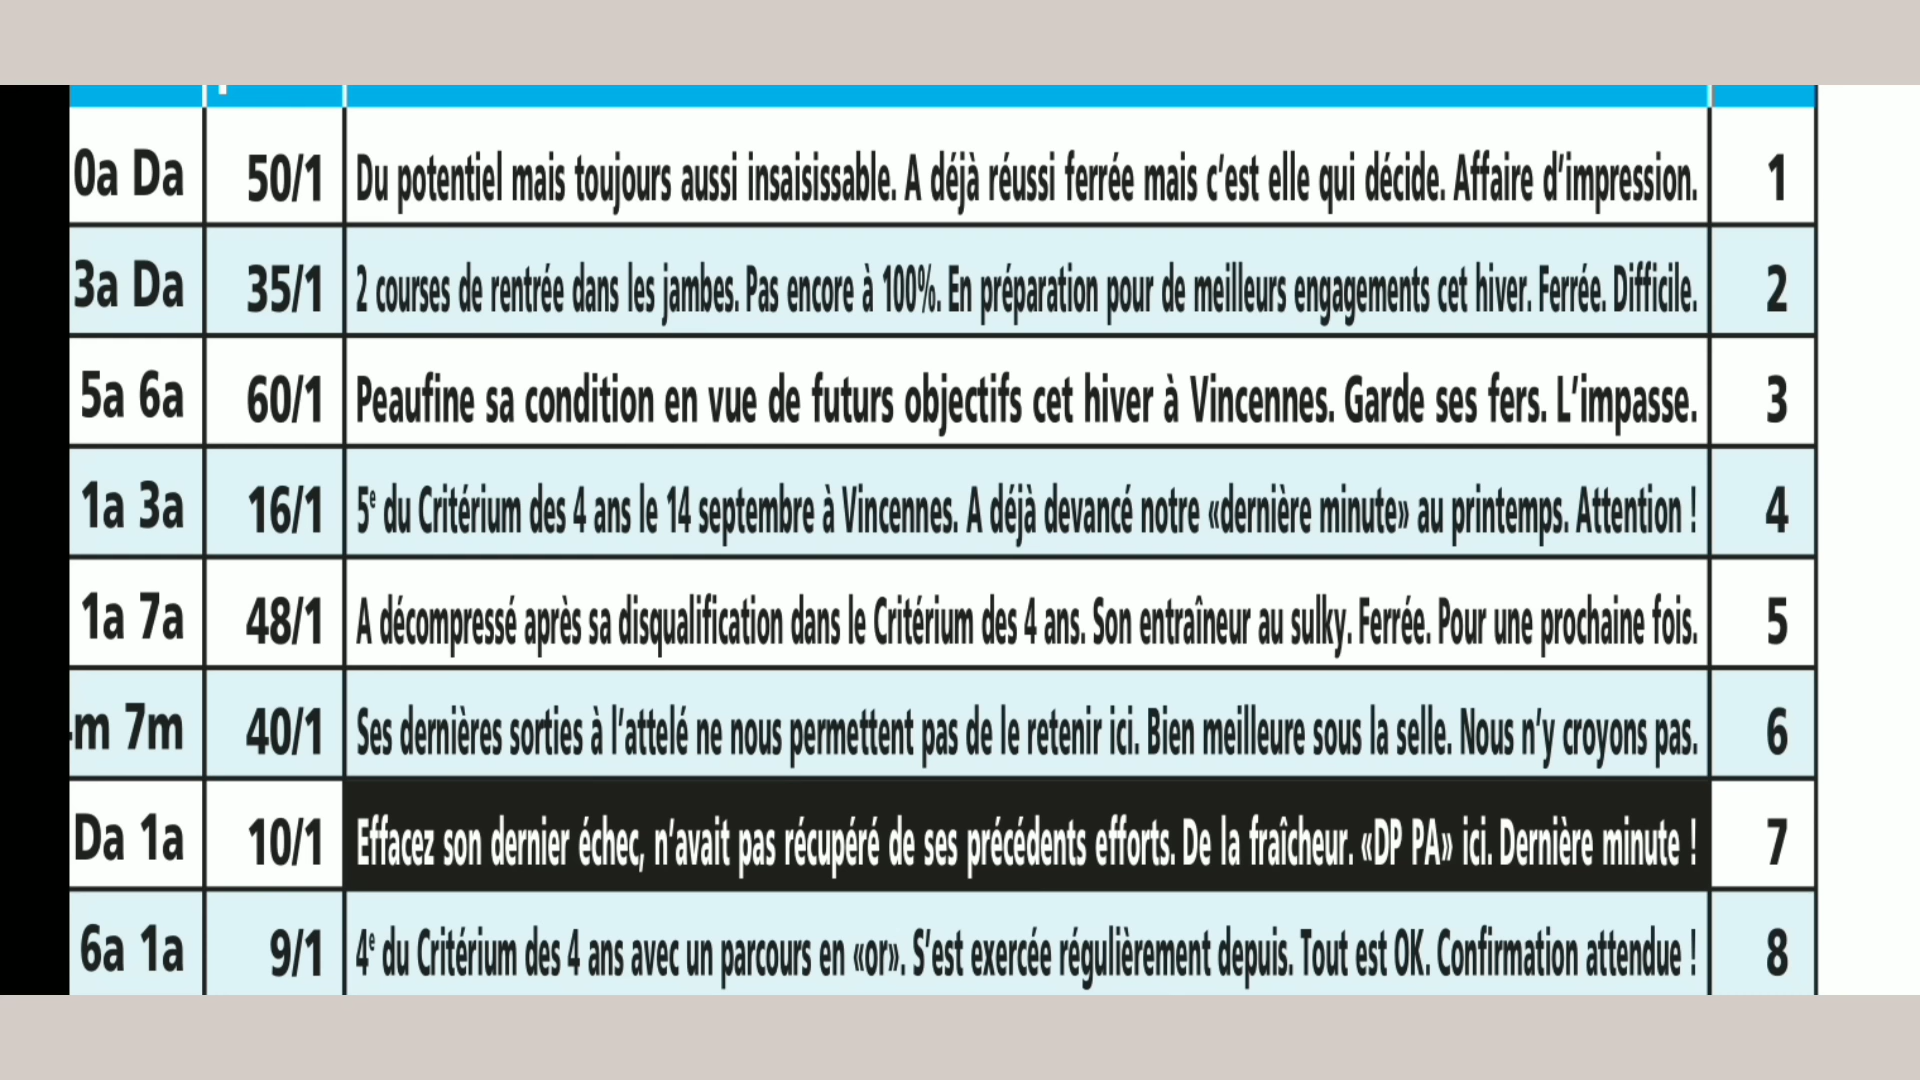 0a Da 50/1 Du potentiel mais toujours aussi insaisissable. A déjà réussi ferrée mais c’est elle qui décide. Affaire d’impression. 1
3a Da 35/1 2 courses de rentrée dans les jambes. Pas encore à 100%. En préparation pour de meilleurs engagements cet hiver. Ferrée. Difficile. 2
5a 6a 60/1 Peaufine sa condition en vue de futurs objectifs cet hiver à Vincennes. Garde ses fers. L’impasse. 3
1a 3a 16/1 5e du Critérium des 4 ans le 14 septembre à Vincennes. A déjà devancé notre «dernière minute» au printemps. Attention ! 4
1a 7a 48/1 A décompressé après sa disqualification dans le Critérium des 4 ans. Son entraîneur au sulky. Ferrée. Pour une prochaine fois. 5
m 7m 40/1 Ses dernières sorties à l’attelé ne nous permettent pas de le retenir ici. Bien meilleure sous la selle. Nous n’y croyons pas. 6
Da 1a 10/1 Effacez son dernier échec, n’avait pas récupéré de ses précédents efforts. De la fraîcheur. «DP PA» ici. Dernière minute ! 7
6a 1a 9/1 4e du Critérium des 4 ans avec un parcours en «or». S’est exercée régulièrement depuis. Tout est OK. Confirmation attendue ! 8